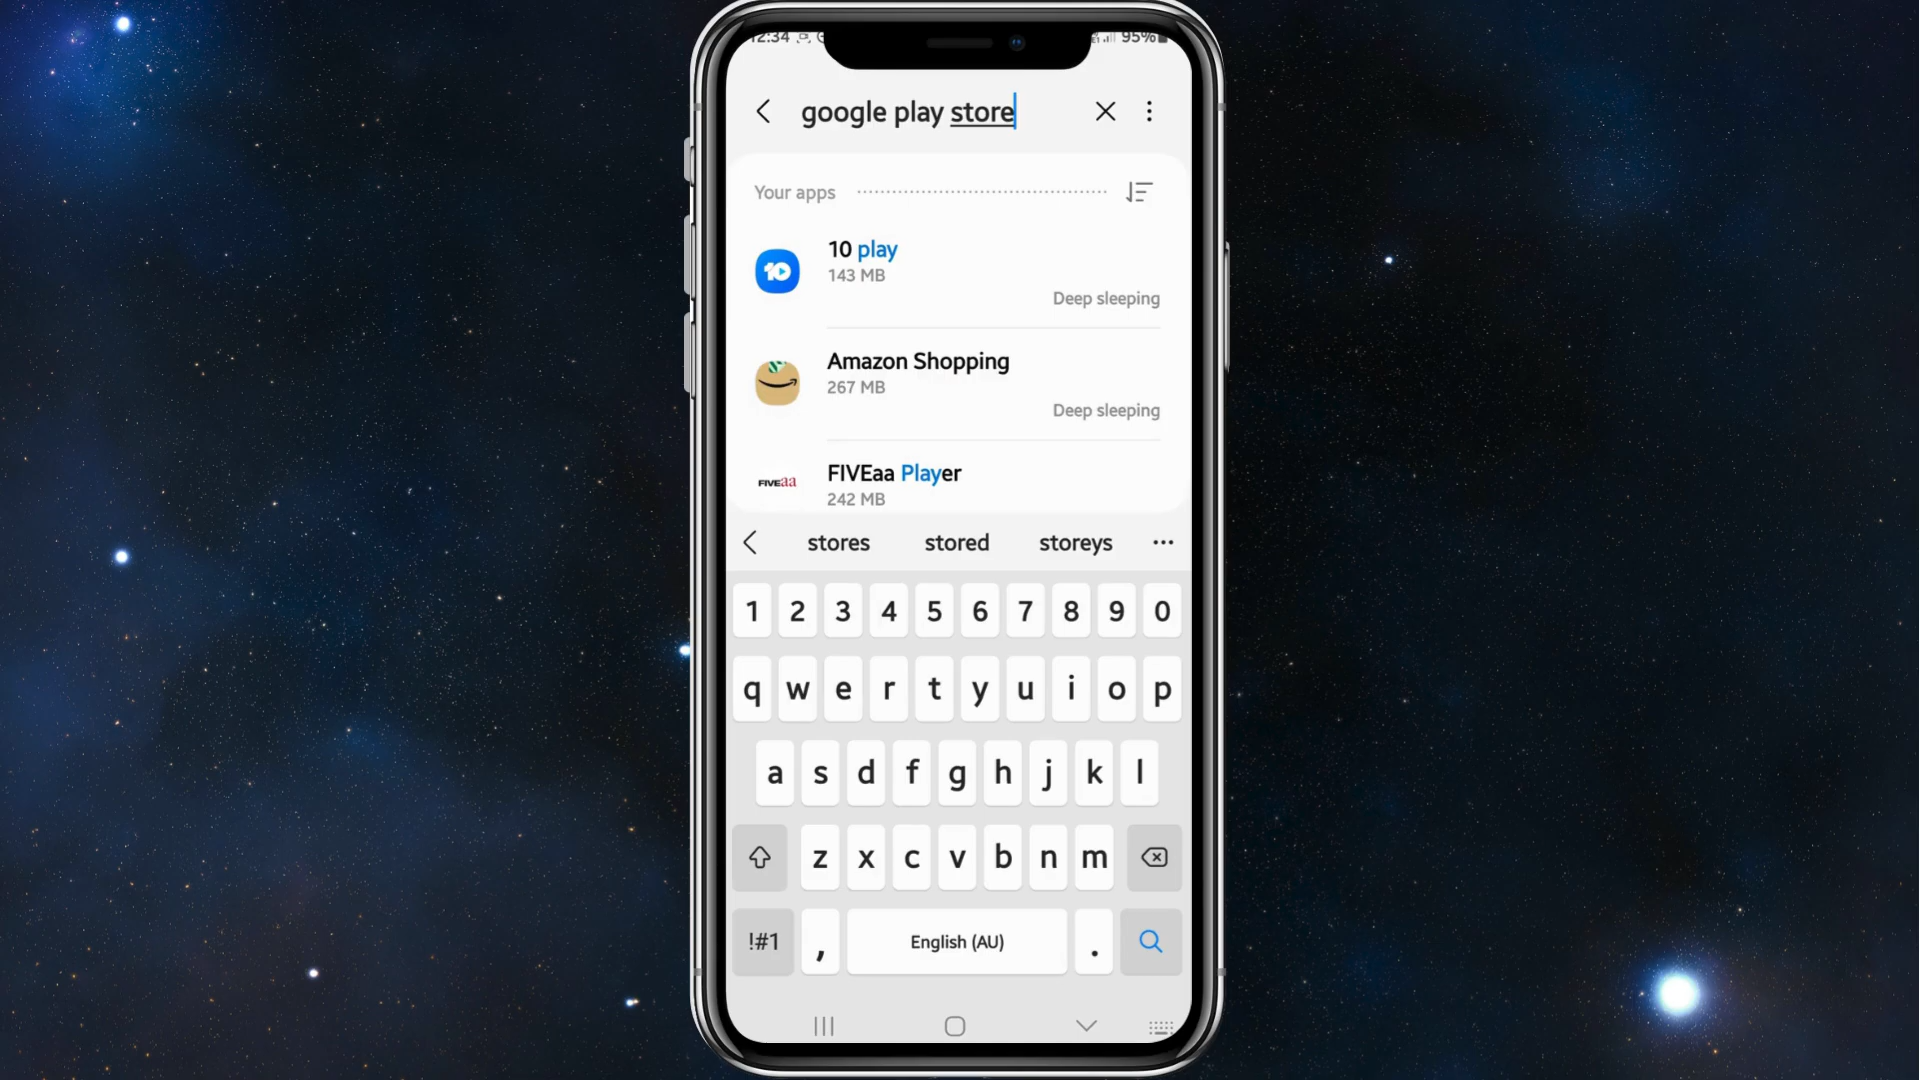 12:34 95%
google play store
Your apps
10 play
143 MB
Deep sleeping
Amazon Shopping
267 MB
Deep sleeping
FIVEaa
FIVEaa Player
242 MB
stores stored storeys ...
1 2 3 4 5 6 7 8 9 0
q w e r t y u i o p
a s d f g h j k l
z x c v b n m
!#1 , English (AU) .